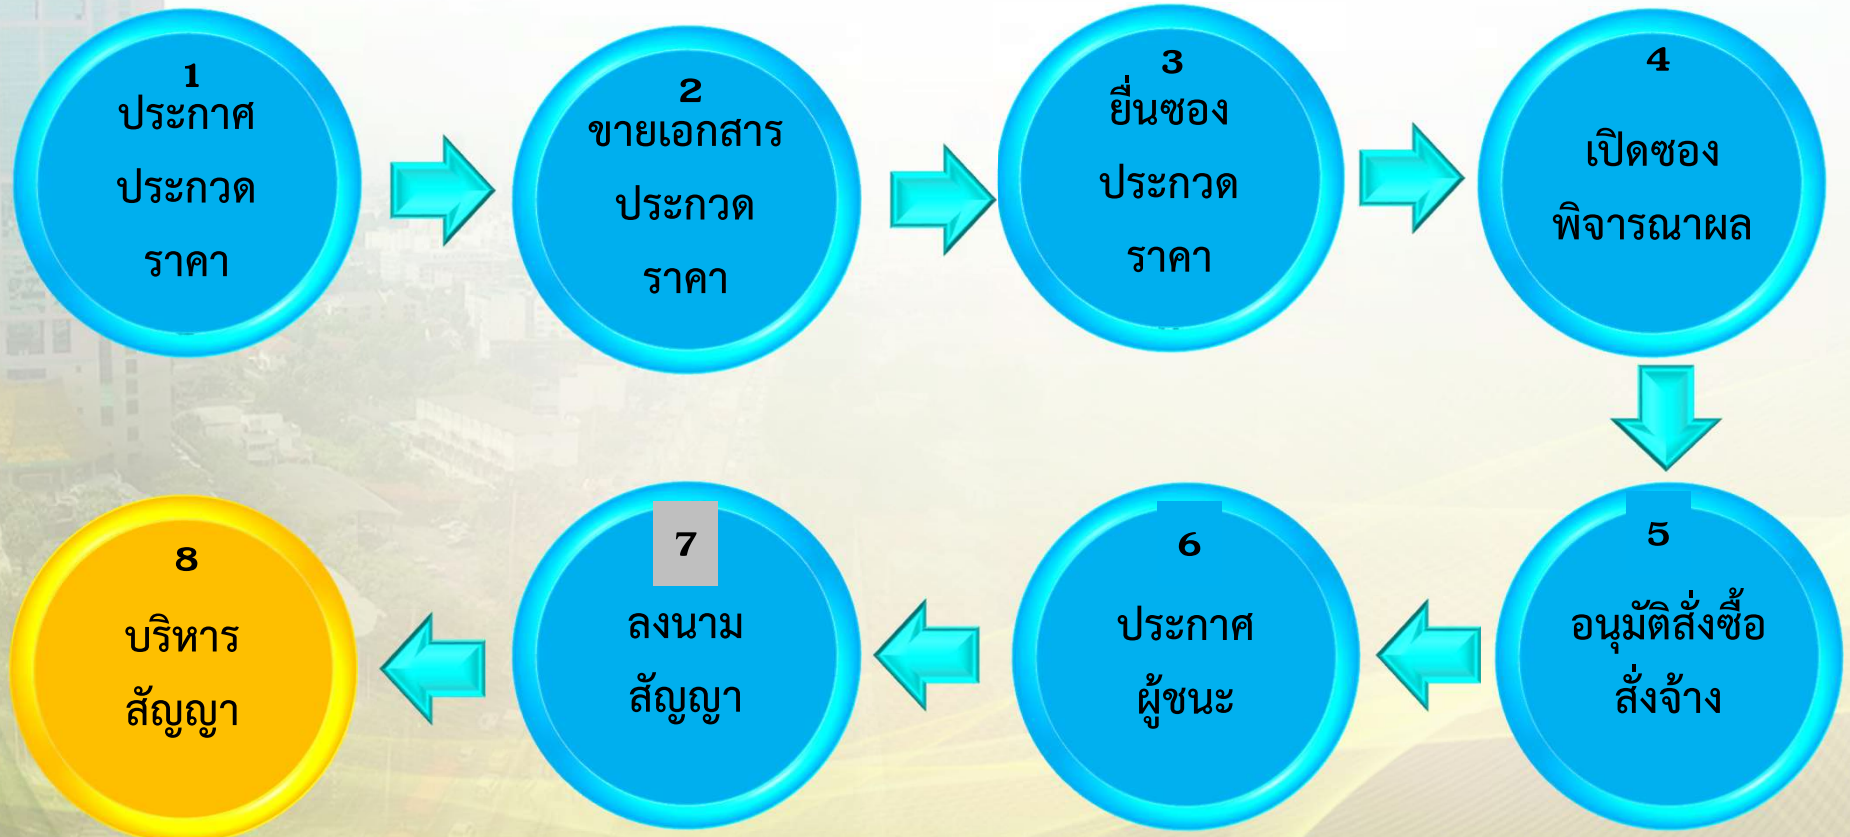 1
ประกาศ
ประกวด
ราคา
2
ขายเอกสาร
ประกวด
ราคา
3
ยื่นซอง
ประกวด
ราคา
4
เปิดซอง
พิจารณาผล
5
อนุมัติสั่งซื้อ
สั่งจ้าง
6
ประกาศ
ผู้ชนะ
7
ลงนาม
สัญญา
8
บริหาร
สัญญา